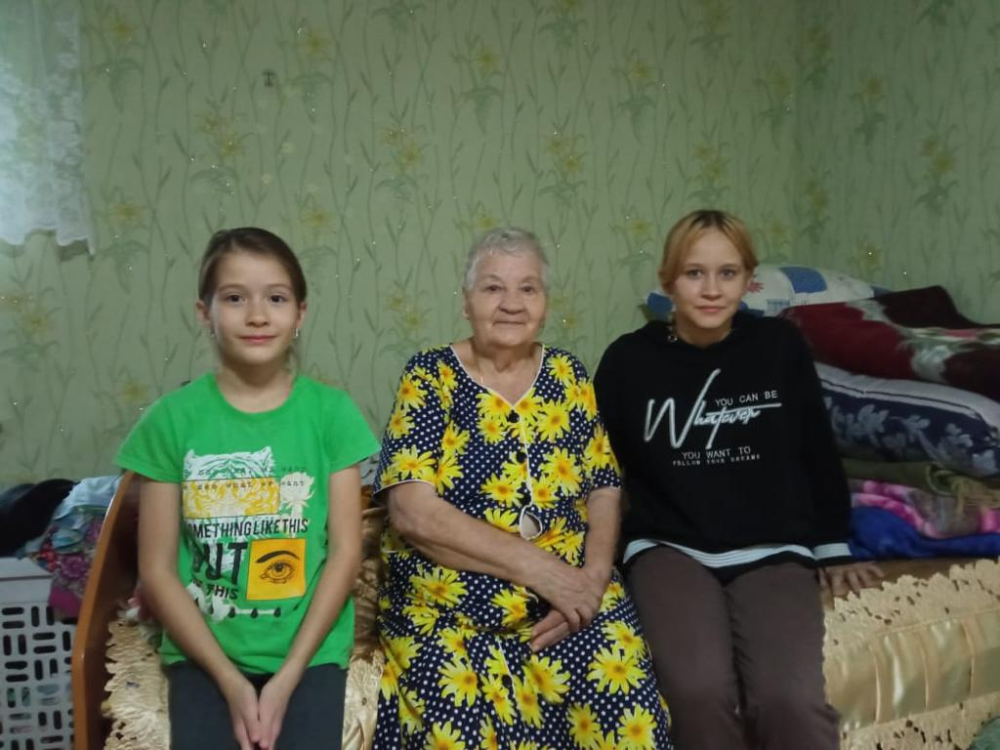 SOMETHING LIKE THIS
BUT
THIS
YOU CAN BE
Whatever
YOU WANT TO
FOLLOW YOUR DREAMS